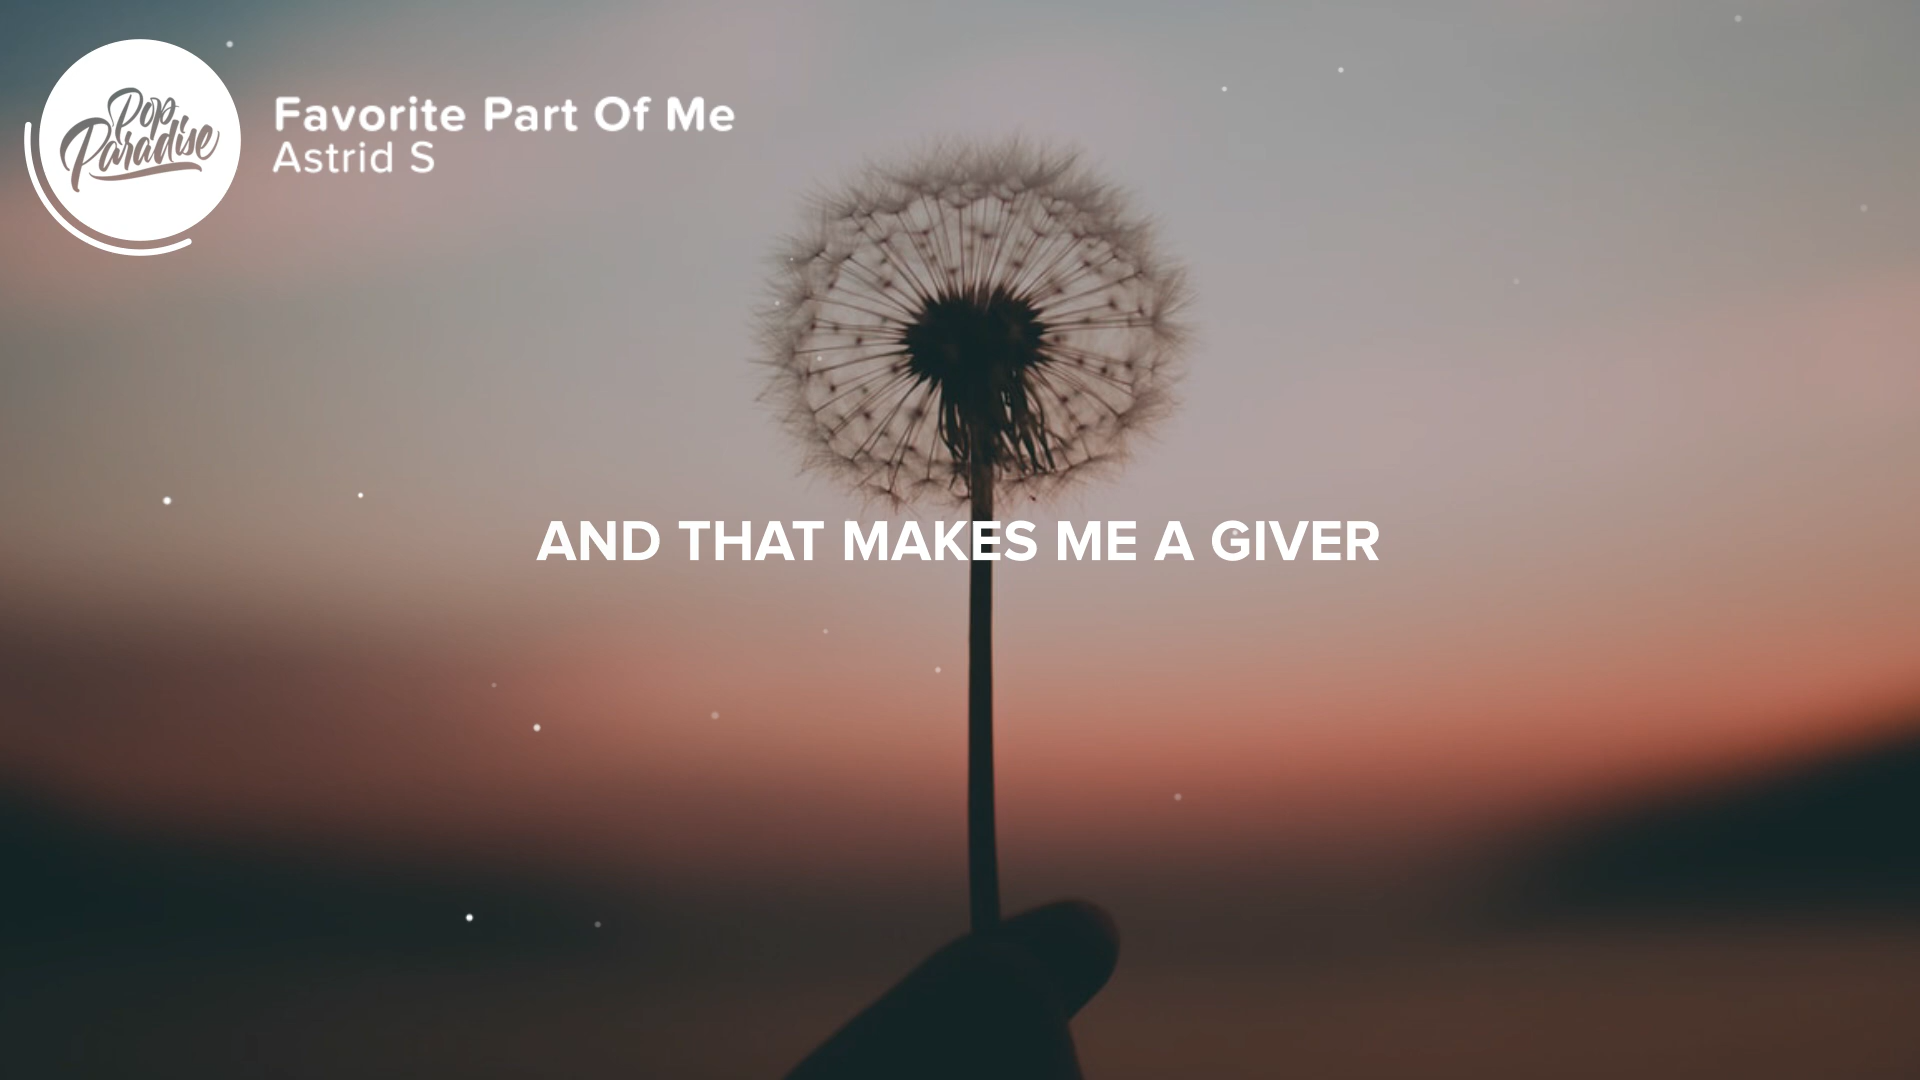 Pop
Paradise
Favorite Part Of Me
Astrid S
AND THAT MAKES ME A GIVER